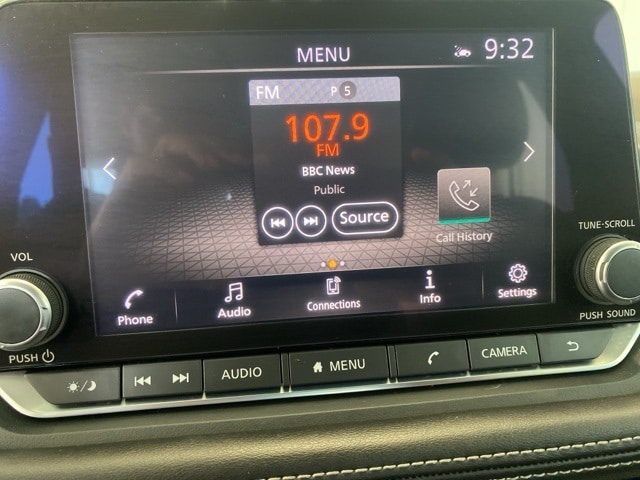 MENU
9:32
FM
P 5
107.9
FM
BBC News
Public
Source
Call History
Phone
Audio
Connections
Info
Settings
VOL
PUSH
TUNE-SCROLL
PUSH SOUND
AUDIO
MENU
CAMERA